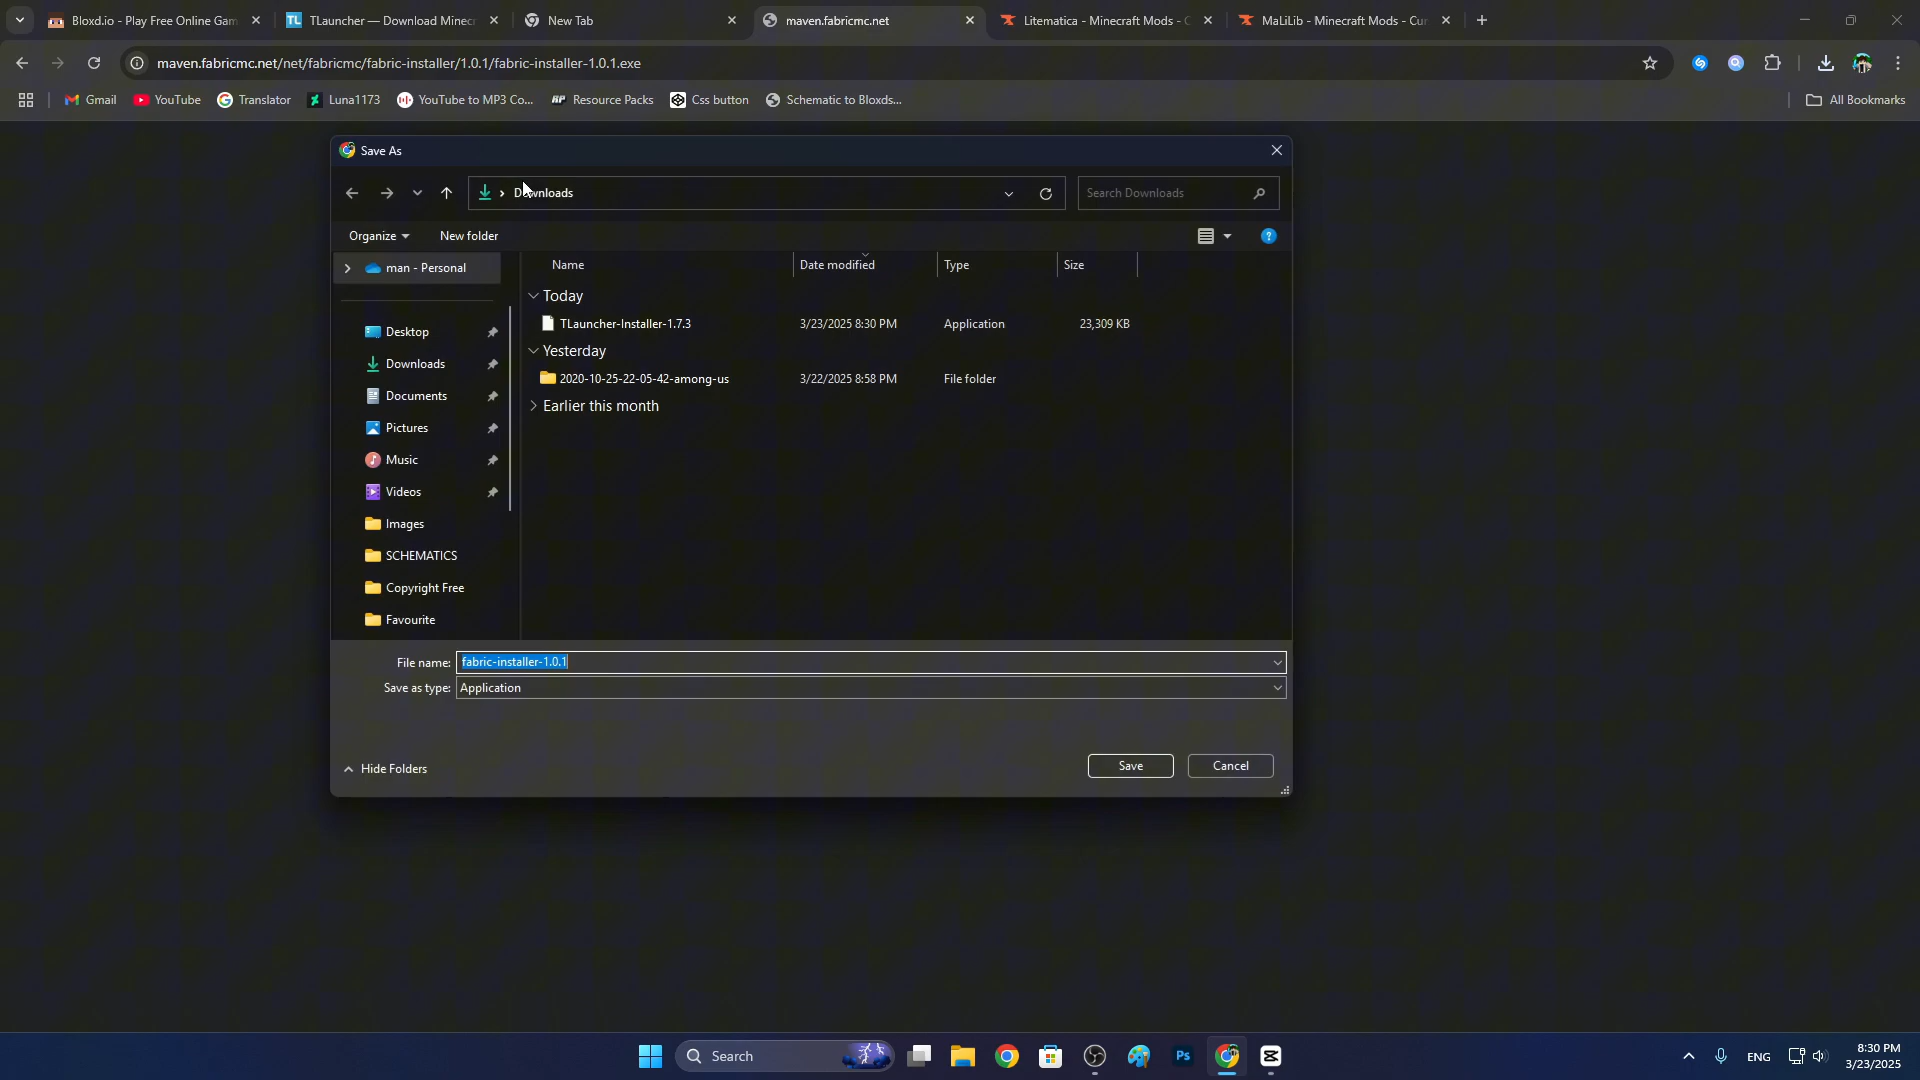 Bloxd.io - Play Free Online Gam
TLauncher — Download Minecr
New Tab
maven.fabricmc.net
Litematica - Minecraft Mods - C
MaLiLib - Minecraft Mods - Cur
maven.fabricmc.net/net/fabricmc/fabric-installer/1.0.1/fabric-installer-1.0.1.exe
Gmail
YouTube
Translator
Luna1173
YouTube to MP3 Co...
Resource Packs
Css button
Schematic to Bloxds...
All Bookmarks
Save As
Downloads
Search Downloads
Organize
New folder
man - Personal
Name
Date modified
Type
Size
Today
TLauncher-Installer-1.7.3
3/23/2025 8:30 PM
Application
23,309 KB
Yesterday
2020-10-25-22-05-42-among-us
3/22/2025 8:58 PM
File folder
Earlier this month
Desktop
Downloads
Documents
Pictures
Music
Videos
Images
SCHEMATICS
Copyright Free
Favourite
File name:
fabric-installer-1.0.1
Save as type:
Application
Hide Folders
Save
Cancel
Search
Ps
ENG
8:30 PM
3/23/2025